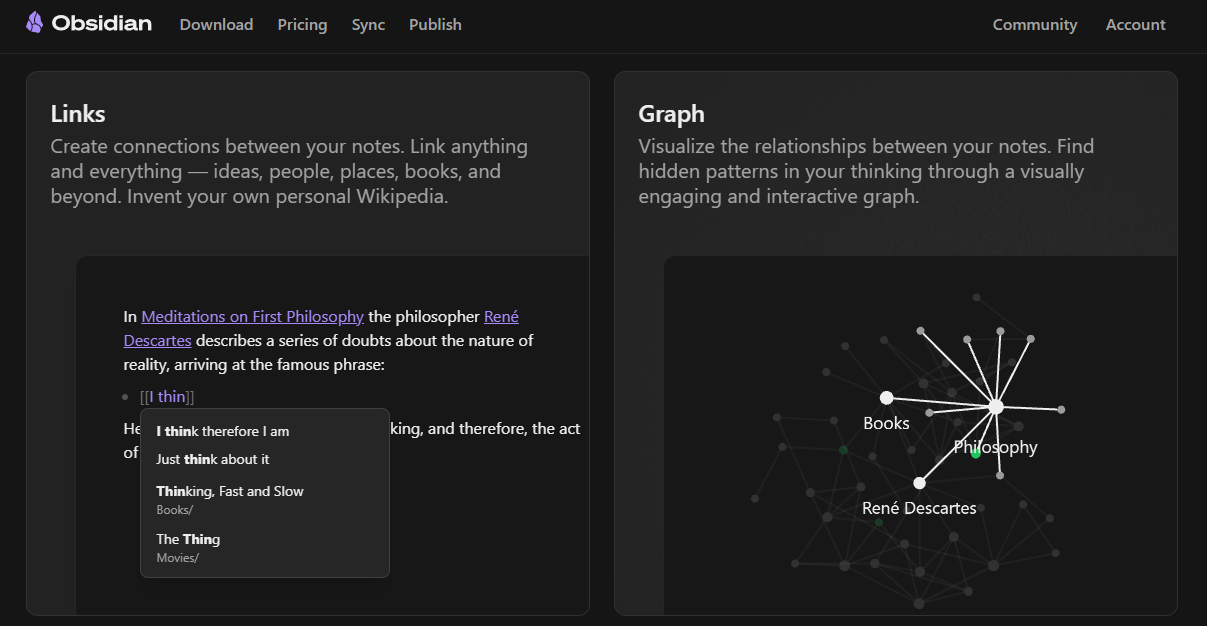 Obsidian Download Pricing Sync Publish Community Account
Links
Create connections between your notes. Link anything
and everything — ideas, people, places, books, and
beyond. Invent your own personal Wikipedia.
In Meditations on First Philosophy the philosopher René
Descartes describes a series of doubts about the nature of
reality, arriving at the famous phrase:
[[I thin]]
He king, and therefore, the act
of
I think therefore I am
Just think about it
Thinking, Fast and Slow
Books/
The Thing
Movies/
Graph
Visualize the relationships between your notes. Find
hidden patterns in your thinking through a visually
engaging and interactive graph.
Books
Philosophy
René Descartes